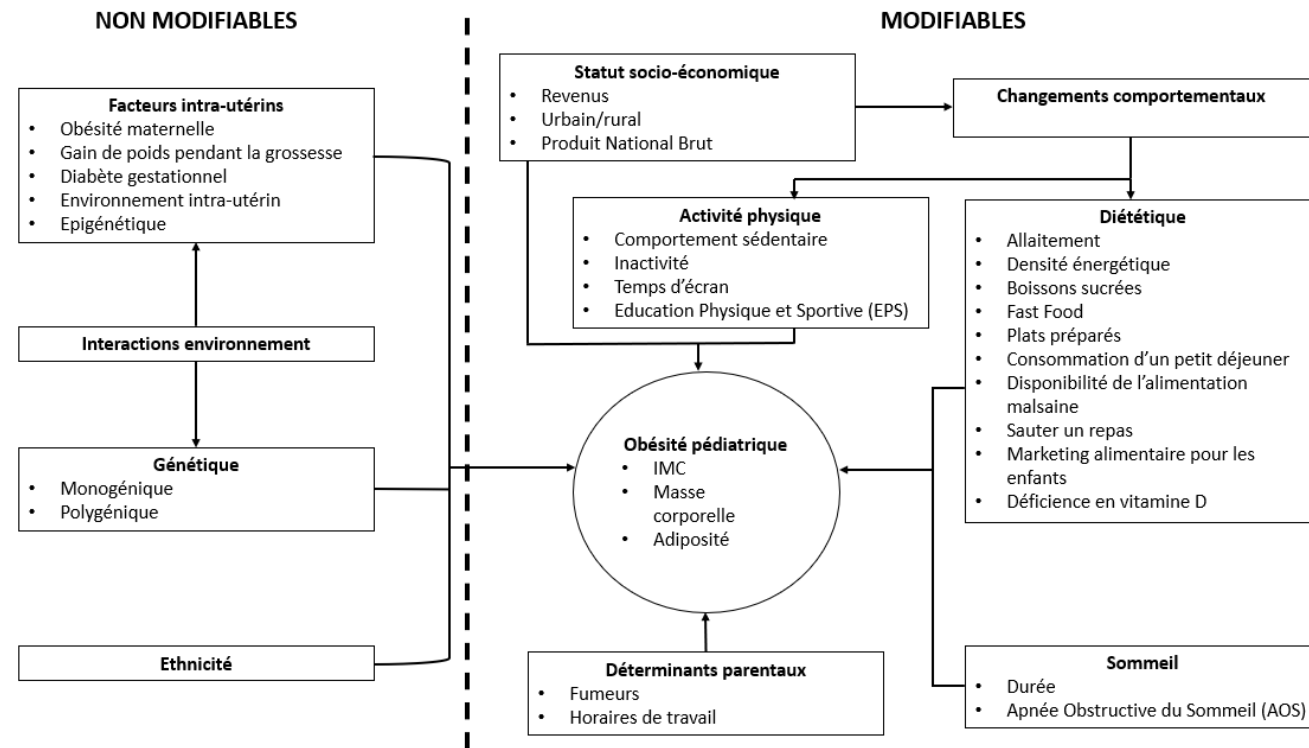 NON MODIFIABLES
MODIFIABLES
Facteurs intra-utérins
• Obésité maternelle
• Gain de poids pendant la grossesse
• Diabète gestationnel
• Environnement intra-utérin
• Epigénétique
Interactions environnement
Génétique
• Monogénique
• Polygénique
Ethnicité
Statut socio-économique
• Revenus
• Urbain/rural
• Produit National Brut
Changements comportementaux
Activité physique
• Comportement sédentaire
• Inactivité
• Temps d'écran
• Education Physique et Sportive (EPS)
Diététique
• Allaitement
• Densité énergétique
• Boissons sucrées
• Fast Food
• Plats préparés
• Consommation d'un petit déjeuner
• Disponibilité de l'alimentation
malsaine
• Sauter un repas
• Marketing alimentaire pour les
enfants
• Déficience en vitamine D
Obésité pédiatrique
• IMC
• Masse
corporelle
• Adiposité
Déterminants parentaux
• Fumeurs
• Horaires de travail
Sommeil
• Durée
• Apnée Obstructive du Sommeil (AOS)